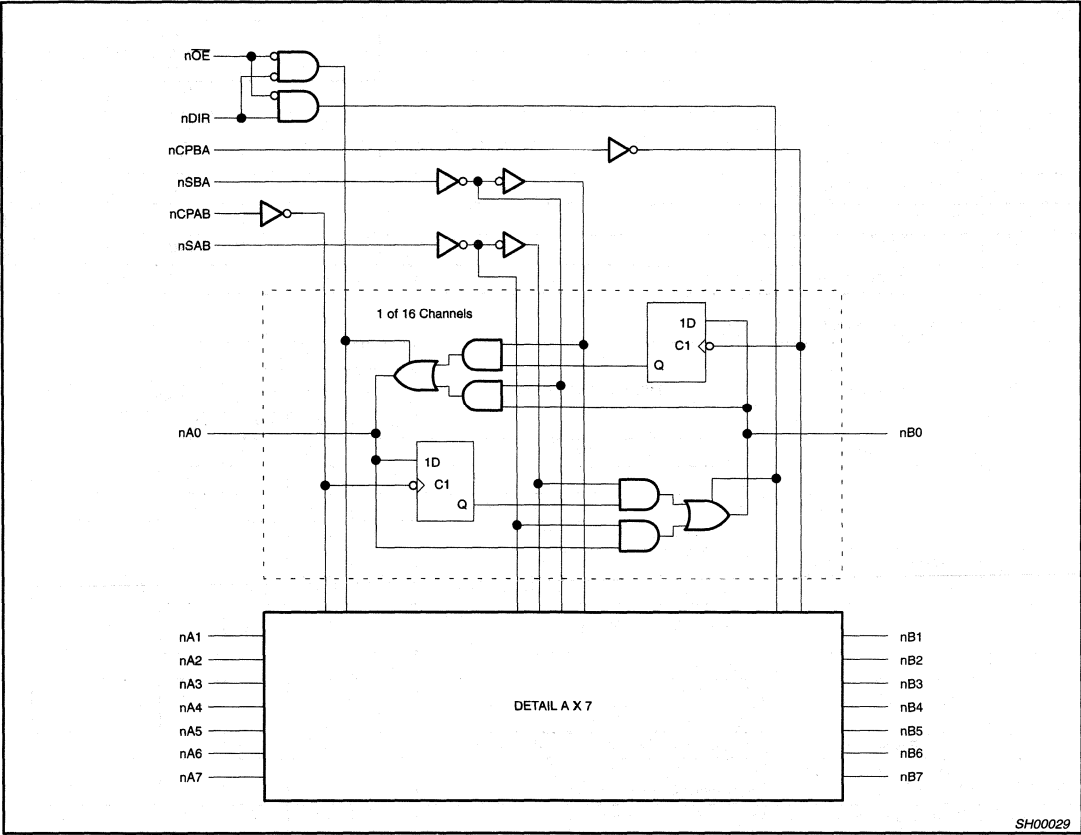 nOE
nDIR
nCPBA
nSBA
nCPAB
nSAB
1 of 16 Channels
1D
C1
Q
nA0
nB0
1D
C1
Q
nA1
nB1
nA2
nB2
nA3
nB3
nA4
DETAIL A X 7
nB4
nA5
nB5
nA6
nB6
nA7
nB7
SH00029